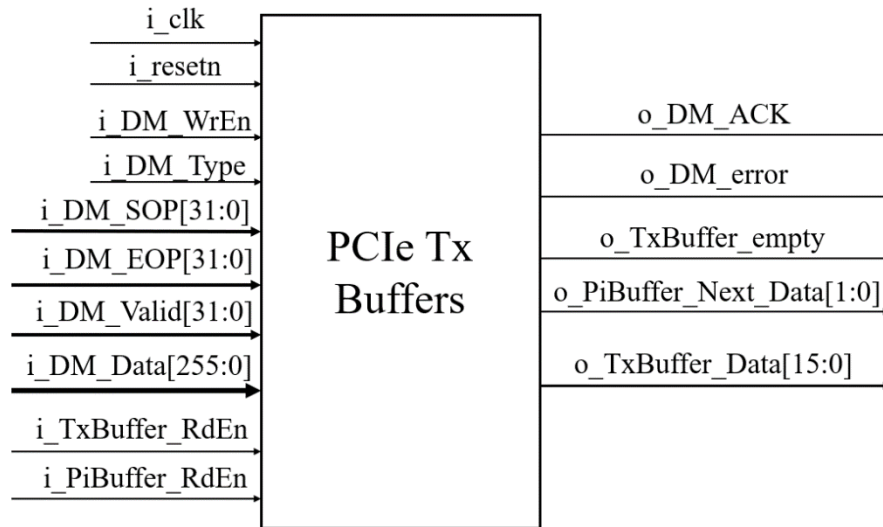 i_clk
i_resetn
i_DM_WrEn
i_DM_Type
i_DM_SOP[31:0]
i_DM_EOP[31:0]
i_DM_Valid[31:0]
i_DM_Data[255:0]
i_TxBuffer_RdEn
i_PiBuffer_RdEn
PCIe Tx
Buffers
o_DM_ACK
o_DM_error
o_TxBuffer_empty
o_PiBuffer_Next_Data[1:0]
o_TxBuffer_Data[15:0]